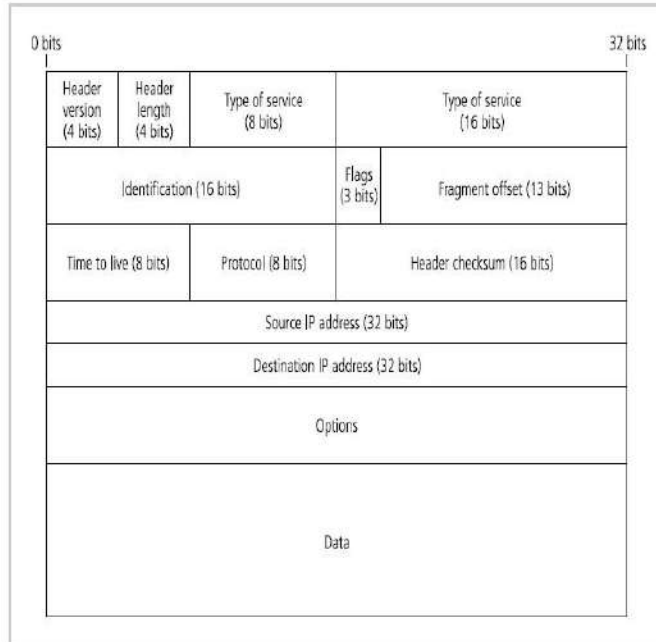 0 bits
32 bits
Header
version
(4 bits)
Header
length
(4 bits)
Type of service
(8 bits)
Type of service
(16 bits)
Identification (16 bits)
Flags
(3 bits)
Fragment offset (13 bits)
Time to live (8 bits)
Protocol (8 bits)
Header checksum (16 bits)
Source IP address (32 bits)
Destination IP address (32 bits)
Options
Data